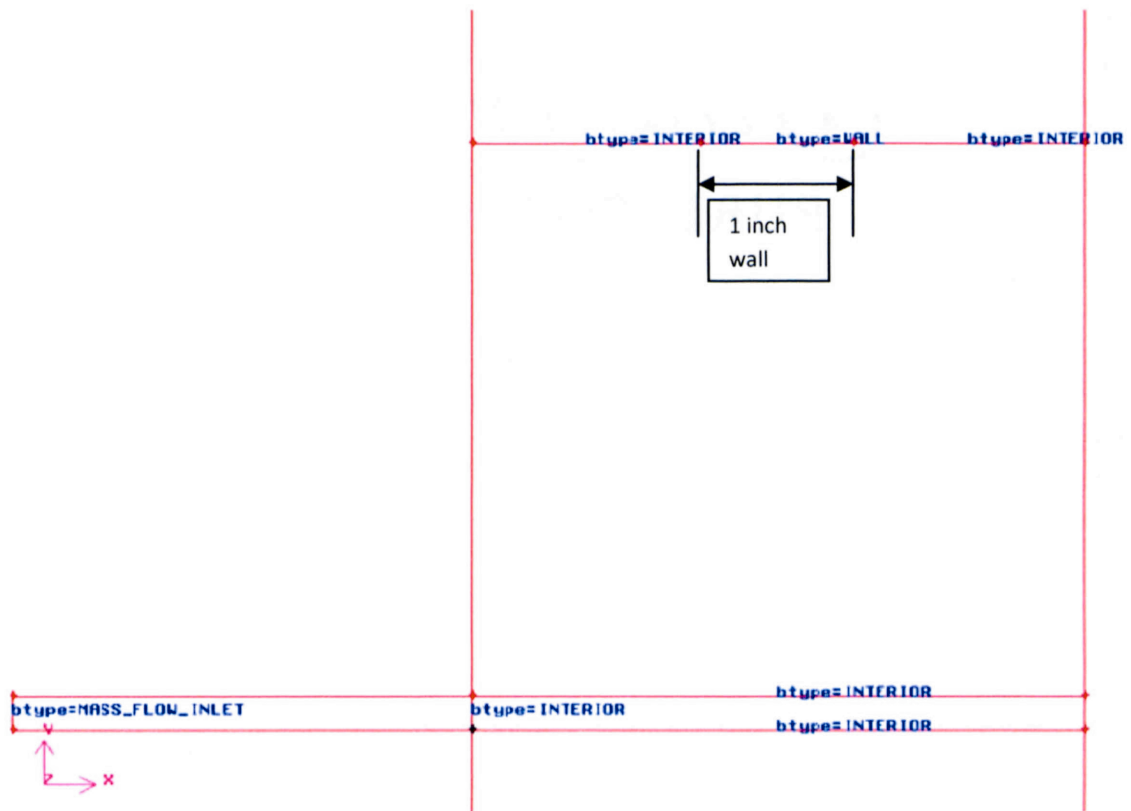 btype=INTERIOR btype=WALL btype=INTERIOR
1 inch
wall
btype=INTERIOR
btype=MASS_FLOW_INLET btype=INTERIOR
btype=INTERIOR
Y
Z X